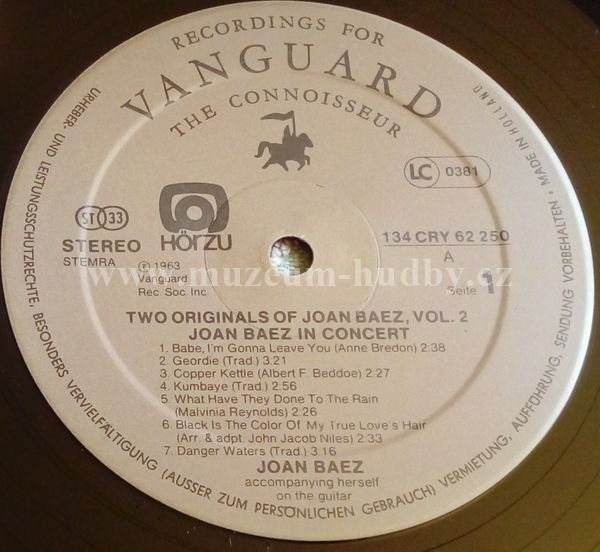 RECORDINGS FOR
VANGUARD
THE CONNOISSEUR
LC 0381
ST 33
STEREO
STEMRA
HÖRZU
134 CRY 62 250
A
Seite 1
℗ 1963
Vanguard
Rec. Soc. Inc.
www.muzeum-hudby.cz
TWO ORIGINALS OF JOAN BAEZ, VOL. 2
JOAN BAEZ IN CONCERT
1. Babe, I'm Gonna Leave You (Anne Bredon) 2:38
2. Geordie (Trad.) 3.21
3. Copper Kettle (Albert F. Beddoe) 2:27
4. Kumbaye (Trad.) 2:56
5. What Have They Done To The Rain
(Malvinia Reynolds) 2.26
6. Black Is The Color Of My True Love's Hair
(Arr. & adpt. John Jacob Niles) 2:33
7. Danger Waters (Trad.) 3:16
JOAN BAEZ
accompanying herself
on the guitar
URHEBER- UND LEISTUNGSSCHUTZRECHTE, BESONDERS VERVIELFÄLTIGUNG (AUSSER ZUM PERSÖNLICHEN GEBRAUCH) VERMIETUNG, AUFFÜHRUNG, SENDUNG VORBEHALTEN · MADE IN HOLLAND